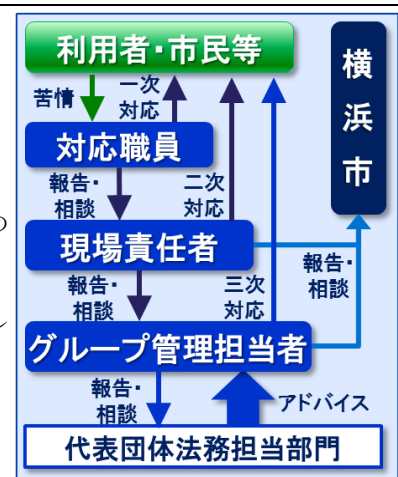 利用者・市民等
横浜市
苦情
一次
対応
対応職員
報告・
相談
二次
対応
現場責任者
報告・
相談
三次
対応
報告・
相談
グループ管理担当者
報告・
相談
アドバイス
代表団体法務担当部門